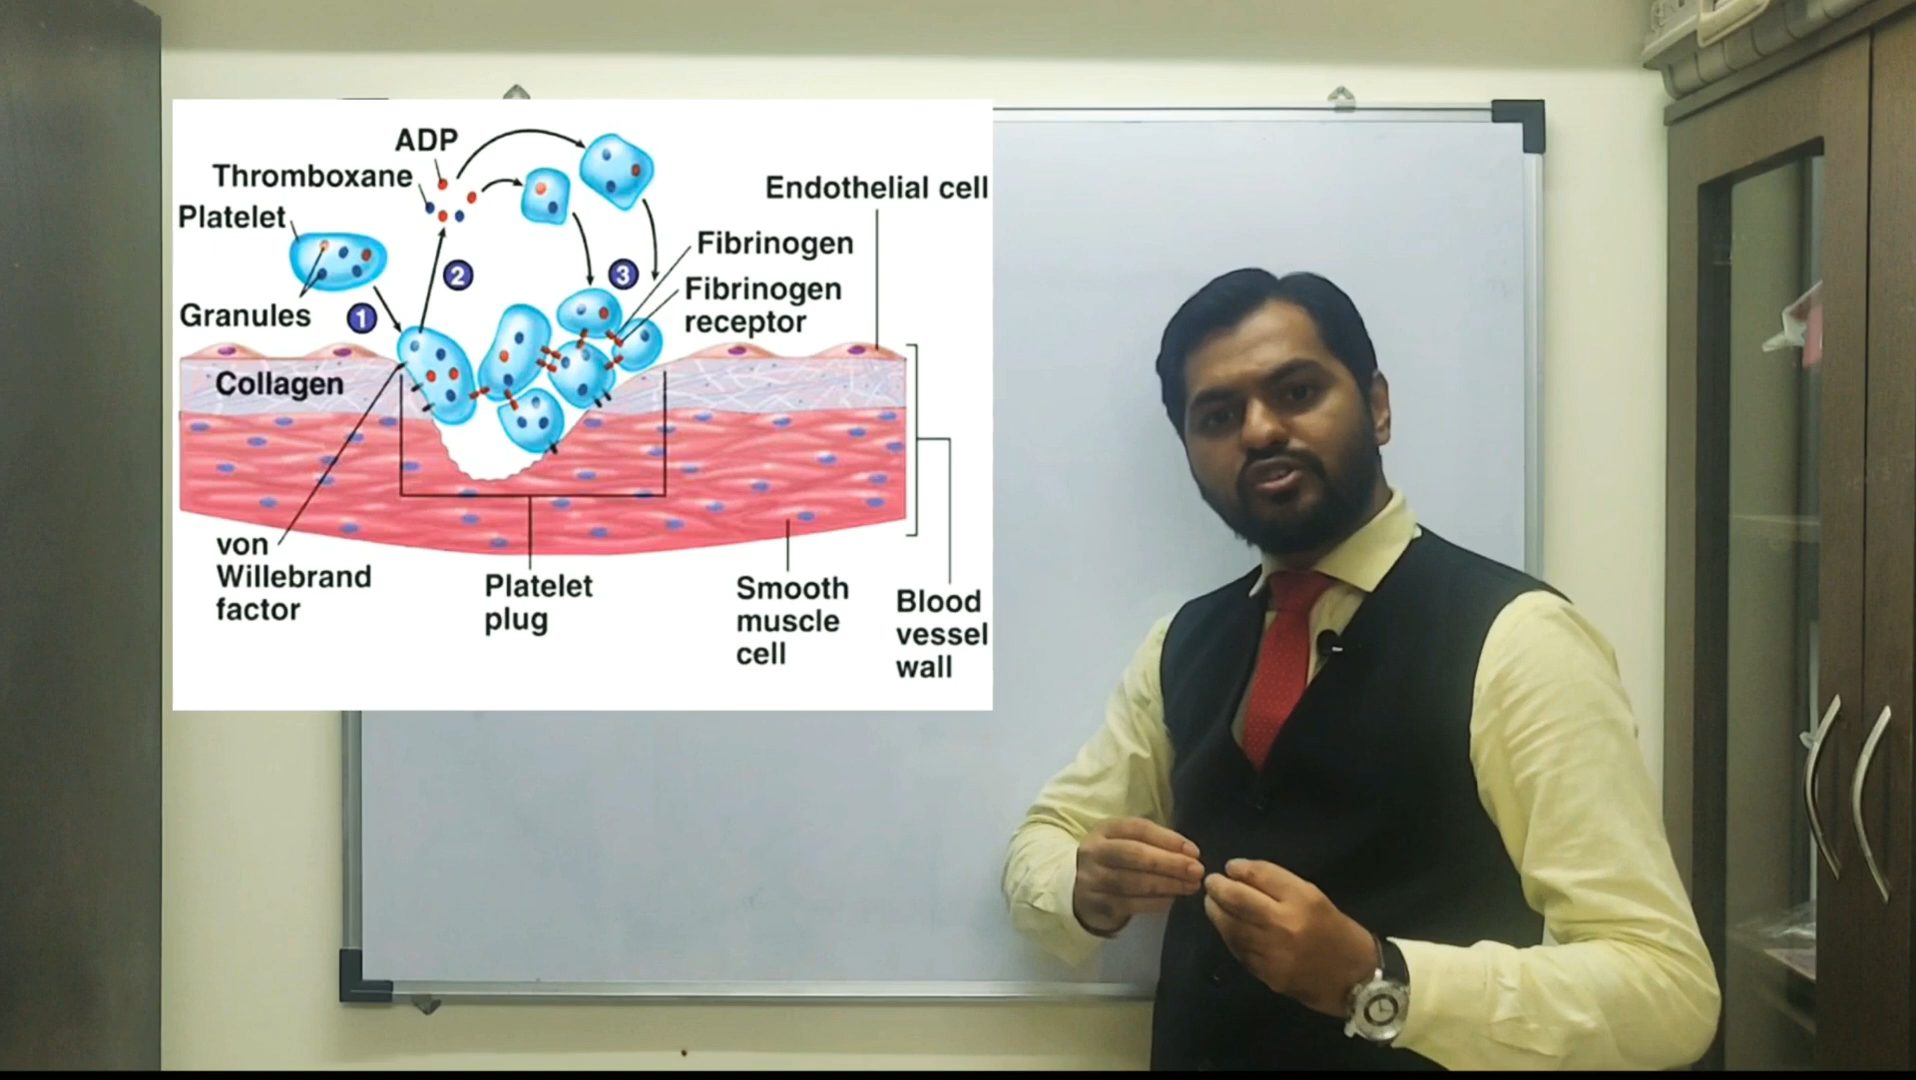 ADP
Thromboxane
Platelet
Granules
1
2
3
Endothelial cell
Fibrinogen
Fibrinogen
receptor
Collagen
von
Willebrand
factor
Platelet
plug
Smooth
muscle
cell
Blood
vessel
wall